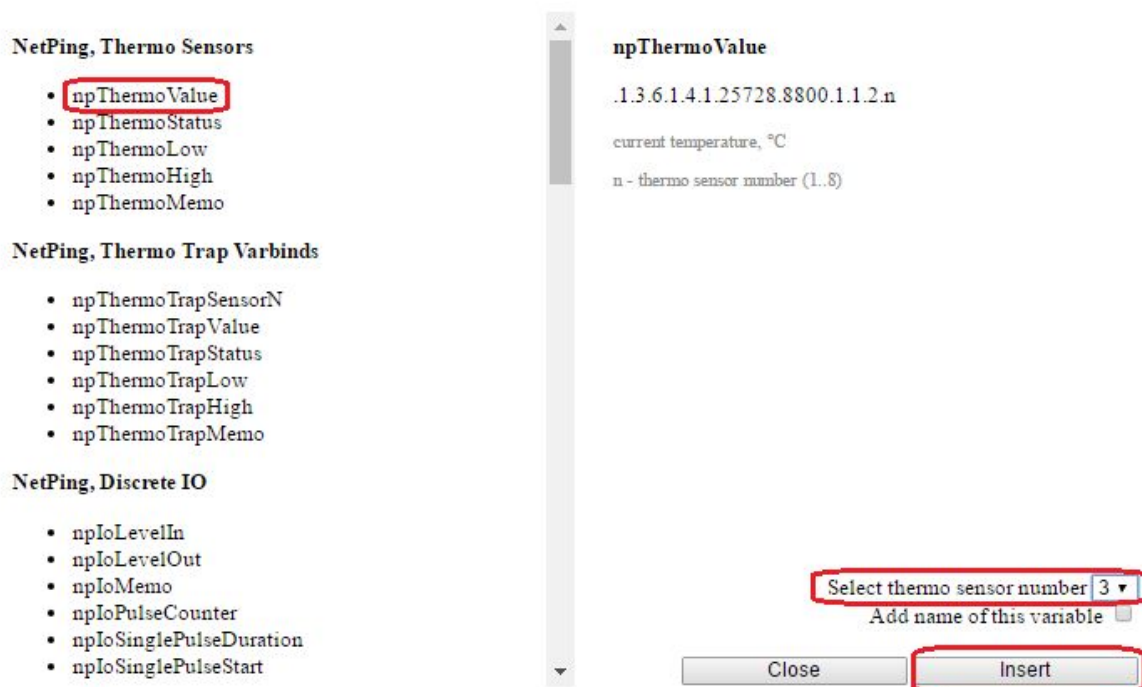 NetPing, Thermo Sensors
• npThermoValue
• npThermoStatus
• npThermoLow
• npThermoHigh
• npThermoMemo
NetPing, Thermo Trap Varbinds
• npThermoTrapSensorN
• npThermoTrapValue
• npThermoTrapStatus
• npThermoTrapLow
• npThermoTrapHigh
• npThermoTrapMemo
NetPing, Discrete IO
• npIoLevelIn
• npIoLevelOut
• npIoMemo
• npIoPulseCounter
• npIoSinglePulseDuration
• npIoSinglePulseStart
npThermoValue
.1.3.6.1.4.1.25728.8800.1.1.2.n
current temperature, °C
n - thermo sensor number (1..8)
Select thermo sensor number 3
Add name of this variable
Close
Insert